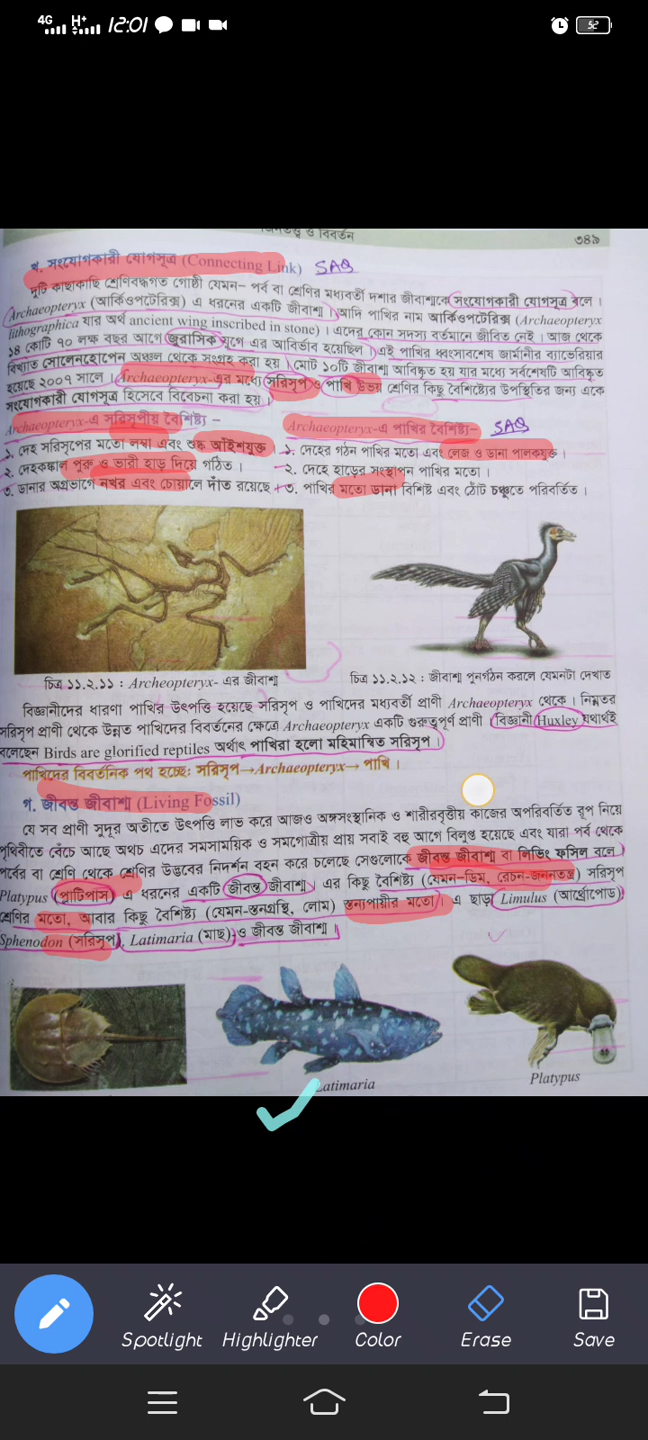 4G H+ 12:01 52
জিনতত্ত্ব ও বিবর্তন ৩৪৯
খ. সংযোগকারী যোগসূত্র (Connecting Link) SAQ
দুটি কাছাকাছি শ্রেণিবদ্ধগত গোষ্ঠী যেমন– পর্ব বা শ্রেণির মধ্যবর্তী দশার জীবাশ্মকে সংযোগকারী যোগসূত্র বলে।
Archaeopteryx (আর্কিওপটেরিক্স) এ ধরনের একটি জীবাশ্ম। আদি পাখির নাম আর্কিওপটেরিক্স (Archaeopteryx
lithographica যার অর্থ ancient wing inscribed in stone)। এদের কোন সদস্য বর্তমানে জীবিত নেই। আজ থেকে
১৪ কোটি ৭০ লক্ষ বছর আগে জুরাসিক যুগে এর আবির্ভাব হয়েছিল। এই পাখির ধ্বংসাবশেষ জার্মানীর ব্যাভেরিয়ার
বিখ্যাত সোলেনহোপেন অঞ্চল থেকে সংগ্রহ করা হয়। মোট ১০টি জীবাশ্ম আবিষ্কৃত হয় যার মধ্যে সর্বশেষটি আবিষ্কৃত
হয়েছে ২০০৭ সালে। Archaeopteryx-এর মধ্যে সরিসৃপ ও পাখি উভয় শ্রেণির কিছু বৈশিষ্ট্যের উপস্থিতির জন্য একে
সংযোগকারী যোগসূত্র হিসেবে বিবেচনা করা হয়।
Archaeopteryx-এ সরিসৃপীয় বৈশিষ্ট্য – Archaeopteryx-এ পাখির বৈশিষ্ট্য– SAQ
১. দেহ সরিসৃপের মতো লম্বা এবং শুষ্ক আঁইশযুক্ত। ১. দেহের গঠন পাখির মতো এবং লেজ ও ডানা পালকযুক্ত।
২. দেহকঙ্কাল পুরু ও ভারী হাড় দিয়ে গঠিত। ২. দেহে হাড়ের সংস্থাপন পাখির মতো।
৩. ডানার অগ্রভাগে নখর এবং চোয়ালে দাঁত রয়েছে। ৩. পাখির মতো ডানা বিশিষ্ট এবং ঠোঁট চঞ্চুতে পরিবর্তিত।
চিত্র ১১.২.১১ : Archeopteryx- এর জীবাশ্ম চিত্র ১১.২.১২ : জীবাশ্ম পুনর্গঠন করলে যেমনটা দেখাত
বিজ্ঞানীদের ধারণা পাখির উৎপত্তি হয়েছে সরিসৃপ ও পাখিদের মধ্যবর্তী প্রাণী Archaeopteryx থেকে। নিম্নতর
সরিসৃপ প্রাণী থেকে উন্নত পাখিদের বিবর্তনের ক্ষেত্রে Archaeopteryx একটি গুরুত্বপূর্ণ প্রাণী। বিজ্ঞানী Huxley যথার্থই
বলেছেন Birds are glorified reptiles অর্থাৎ পাখিরা হলো মহিমান্বিত সরিসৃপ।
পাখিদের বিবর্তনিক পথ হচ্ছে: সরিসৃপ→Archaeopteryx→ পাখি।
গ. জীবন্ত জীবাশ্ম (Living Fossil)
যে সব প্রাণী সুদূর অতীতে উৎপত্তি লাভ করে আজও অঙ্গসংস্থানিক ও শারীরবৃত্তীয় কাজের অপরিবর্তিত রূপ নিয়ে
পৃথিবীতে বেঁচে আছে অথচ এদের সমসাময়িক ও সমগোত্রীয় প্রায় সবাই বহু আগে বিলুপ্ত হয়েছে এবং যারা পর্ব থেকে
পর্বের বা শ্রেণি থেকে শ্রেণির উদ্ভবের নিদর্শন বহন করে চলেছে সেগুলোকে জীবন্ত জীবাশ্ম বা লিভিং ফসিল বলে।
Platypus (প্লাটিপাস) এ ধরনের একটি জীবন্ত জীবাশ্ম। এর কিছু বৈশিষ্ট্য (যেমন–ডিম, রেচন-জননতন্ত্র) সরিসৃপ
শ্রেণির মতো, আবার কিছু বৈশিষ্ট্য (যেমন-স্তনগ্রন্থি, লোম) স্তন্যপায়ীর মতো। এ ছাড়া Limulus (আর্থ্রোপোড)
Sphenodon (সরিসৃপ), Latimaria (মাছ) ও জীবন্ত জীবাশ্ম।
Latimaria Platypus
Spotlight Highlighter Color Erase Save